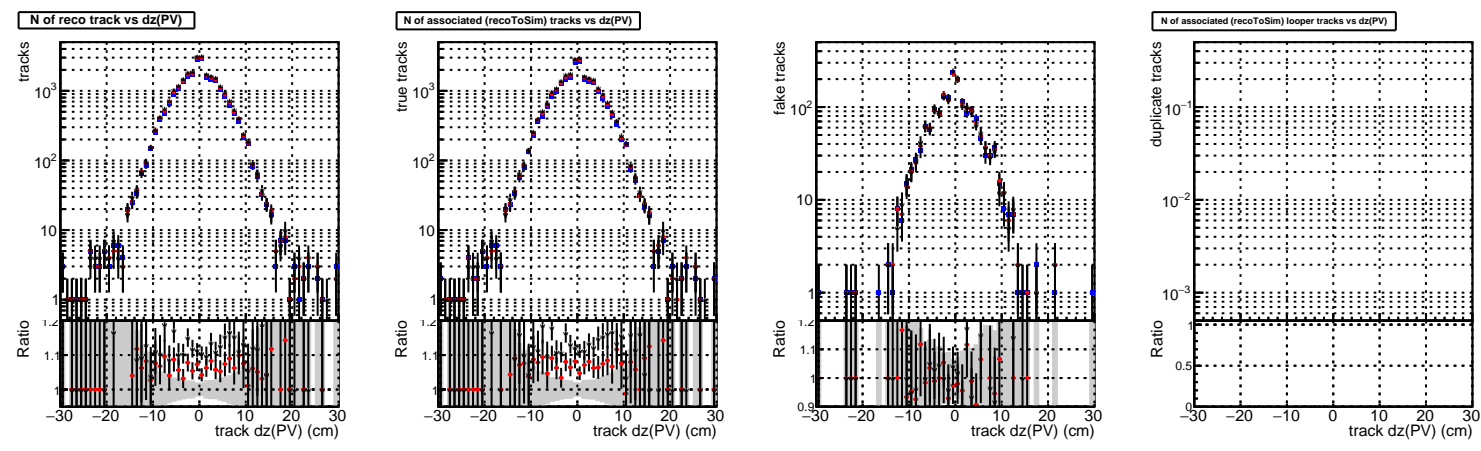 N of reco track vs dz(PV)
tracks
10³
10²
10
1
Ratio
1.2
1.1
1
−30 −20 −10 0 10 20 30
track dz(PV) (cm)
N of associated (recoToSim) tracks vs dz(PV)
true tracks
10³
10²
10
1
Ratio
1.2
1.1
1
−30 −20 −10 0 10 20 30
track dz(PV) (cm)
fake tracks
10²
10
1
Ratio
1.2
1.1
1
0.9
−30 −20 −10 0 10 20 30
track dz(PV) (cm)
N of associated (recoToSim) looper tracks vs dz(PV)
duplicate tracks
10⁻¹
10⁻²
10⁻³
Ratio
1
0.5
0
−30 −20 −10 0 10 20 30
track dz(PV) (cm)